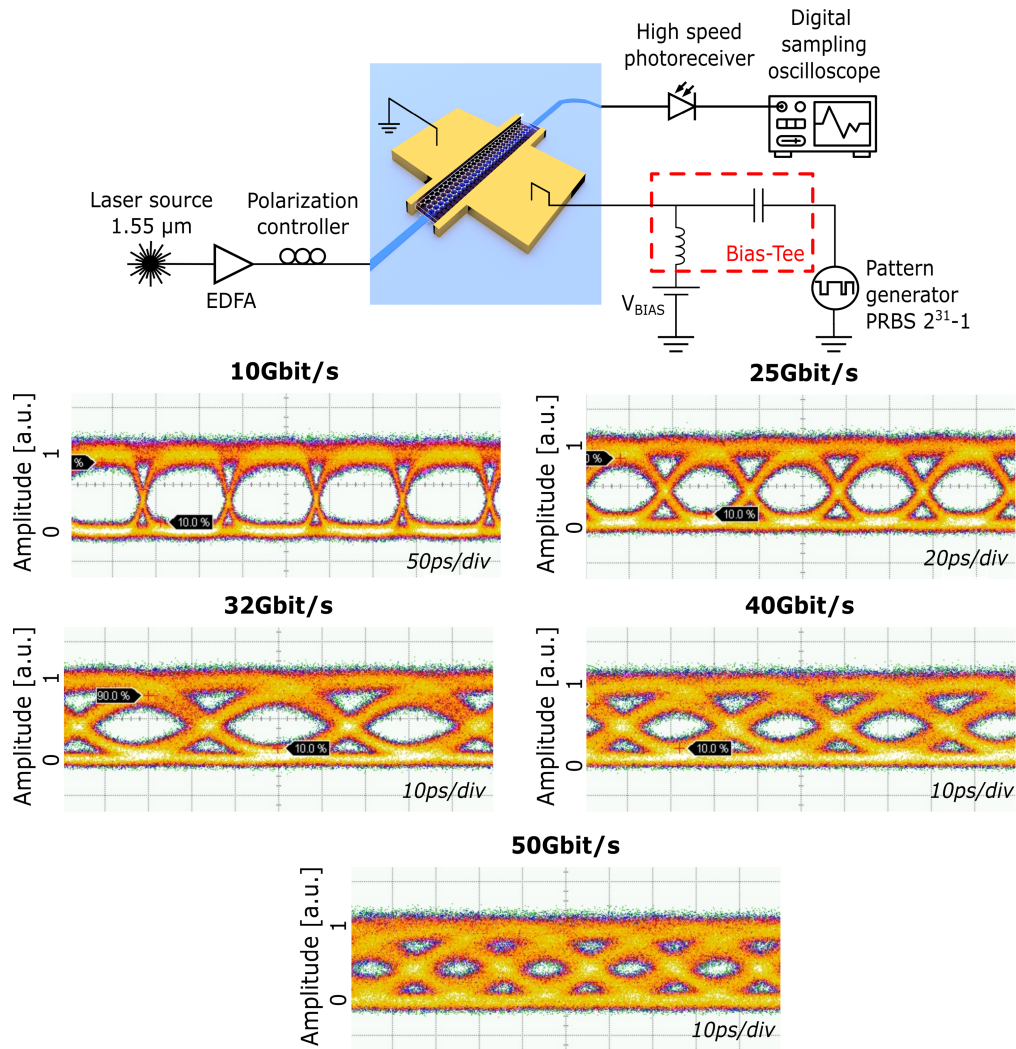 High speed
photoreceiver
Digital
sampling
oscilloscope
Laser source
1.55 µm
Polarization
controller
EDFA
Bias-Tee
V_BIAS
Pattern
generator
PRBS 2^31-1
10Gbit/s
Amplitude [a.u.]
1
0
%
10.0 %
50ps/div
25Gbit/s
Amplitude [a.u.]
1
0
0 %
10.0 %
20ps/div
32Gbit/s
Amplitude [a.u.]
1
0
90.0 %
10.0 %
10ps/div
40Gbit/s
Amplitude [a.u.]
1
0
10.0 %
10ps/div
50Gbit/s
Amplitude [a.u.]
1
0
10ps/div